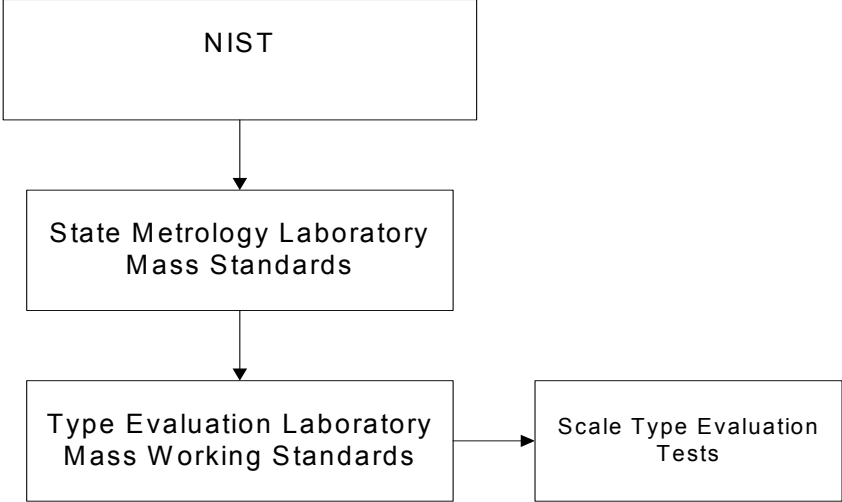 NIST
State Metrology Laboratory
Mass Standards
Type Evaluation Laboratory
Mass Working Standards
Scale Type Evaluation
Tests